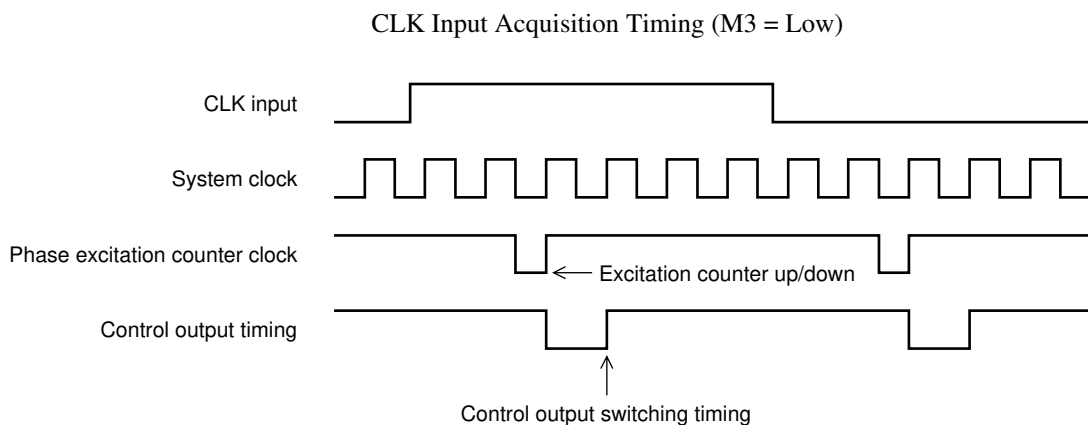 CLK Input Acquisition Timing (M3 = Low)
CLK input
System clock
Phase excitation counter clock
Excitation counter up/down
Control output timing
Control output switching timing